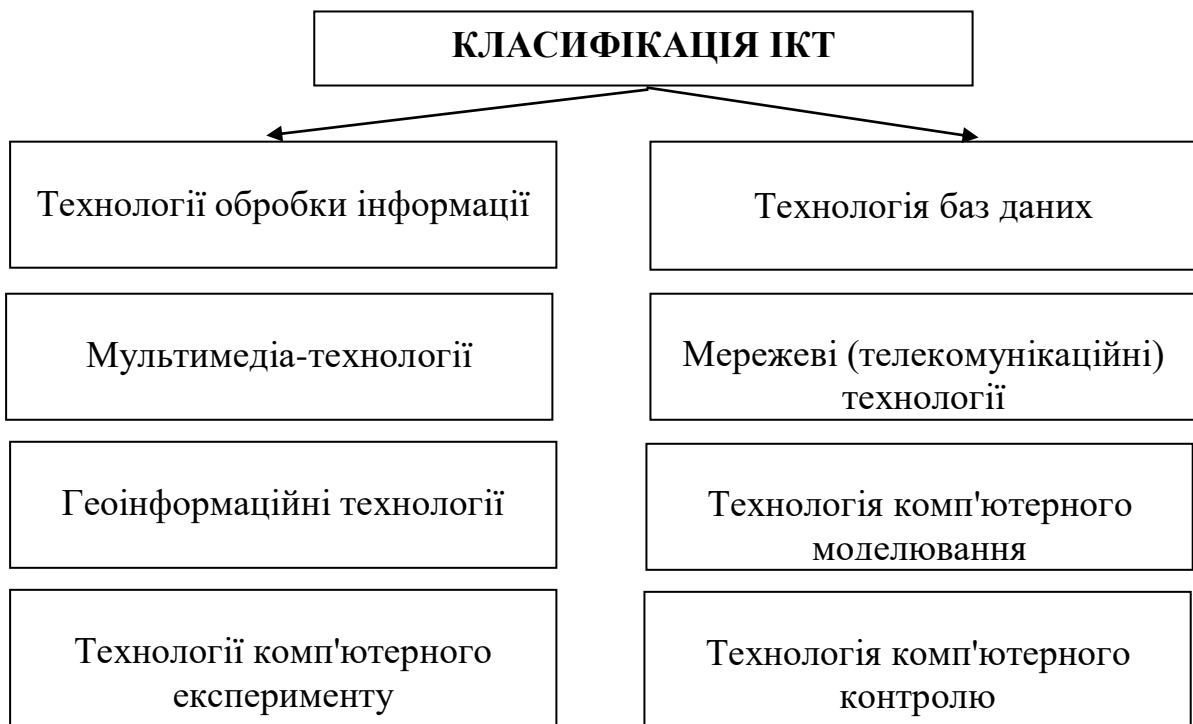 КЛАСИФІКАЦІЯ ІКТ
Технології обробки інформації
Технологія баз даних
Мультимедіа-технології
Мережеві (телекомунікаційні)
технології
Геоінформаційні технології
Технологія комп'ютерного
моделювання
Технології комп'ютерного
експерименту
Технологія комп'ютерного
контролю